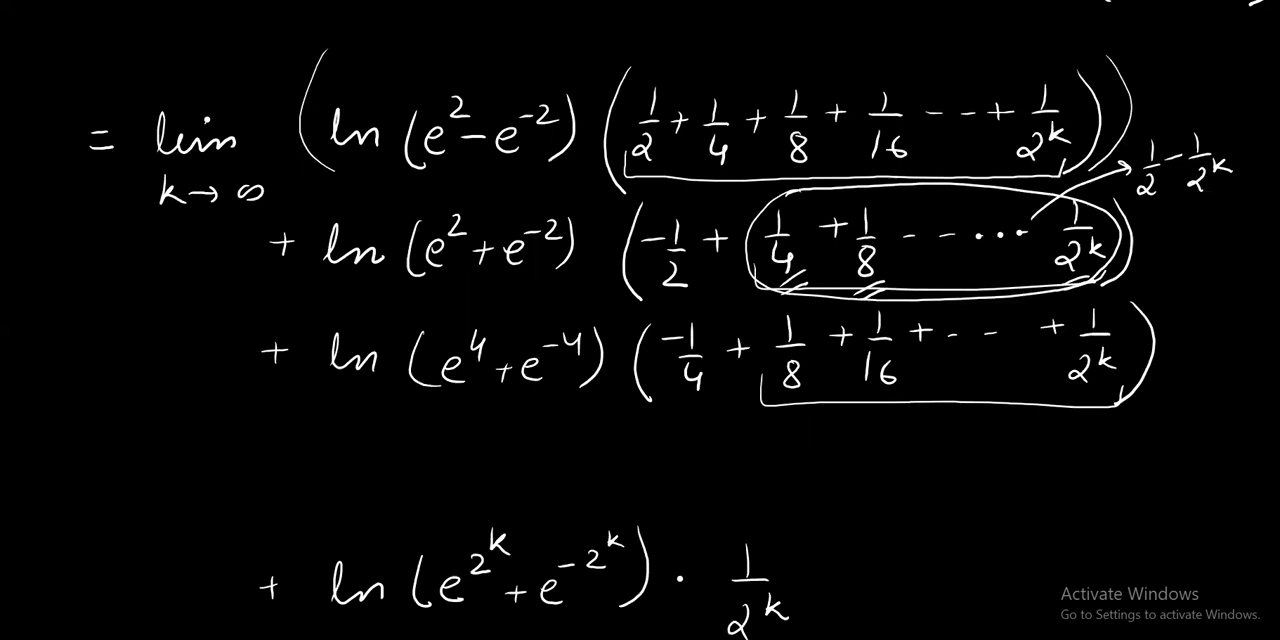 = lim k→∞ ( ln (e^2 - e^-2) ( 1/2 + 1/4 + 1/8 + 1/16 - - + 1/2^k ) )
1/2 - 1/2^k
+ ln (e^2 + e^-2) ( -1/2 + 1/4 + 1/8 - - ... 1/2^k )
+ ln (e^4 + e^-4) ( -1/4 + 1/8 + 1/16 + - - + 1/2^k )
+ ln (e^2^k + e^-2^k) . 1/2^k
Activate Windows
Go to Settings to activate Windows.